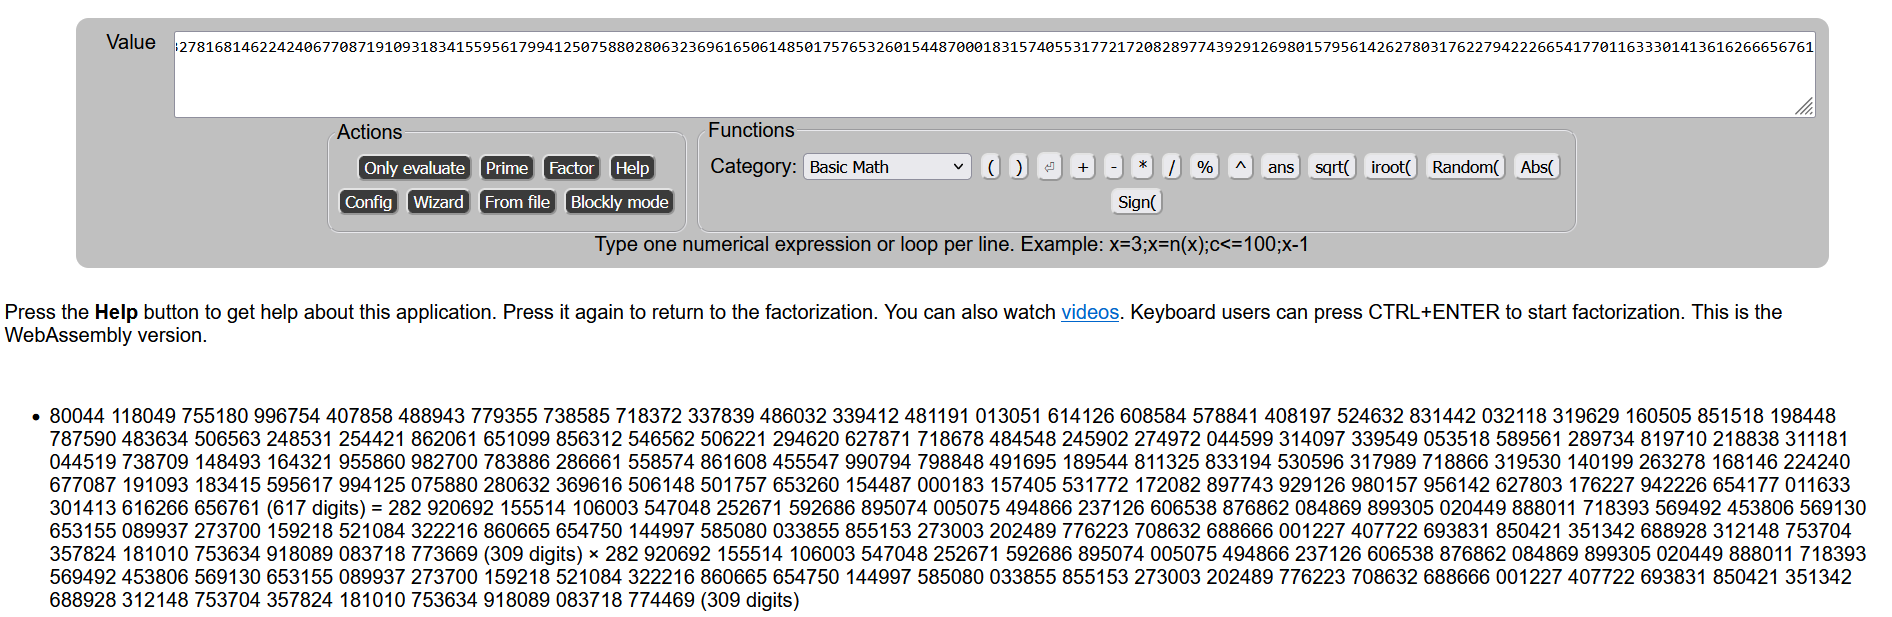 Value
327816814622424067708719109318341559561799412507588028063236961650614850175765326015448700018315740553177217208289774392912698015795614262780317622794222665417701163330141361626665676​1
Actions
Functions
Only evaluate Prime Factor Help
Category: Basic Math ( ) ⏎ + - * / % ^ ans sqrt( iroot( Random( Abs(
Config Wizard From file Blockly mode
Sign(
Type one numerical expression or loop per line. Example: x=3;x=n(x);c<=100;x-1
Press the Help button to get help about this application. Press it again to return to the factorization. You can also watch videos. Keyboard users can press CTRL+ENTER to start factorization. This is the
WebAssembly version.
• 80044 118049 755180 996754 407858 488943 779355 738585 718372 337839 486032 339412 481191 013051 614126 608584 578841 408197 524632 831442 032118 319629 160505 851518 198448
787590 483634 506563 248531 254421 862061 651099 856312 546562 506221 294620 627871 718678 484548 245902 274972 044599 314097 339549 053518 589561 289734 819710 218838 311181
044519 738709 148493 164321 955860 982700 783886 286661 558574 861608 455547 990794 798848 491695 189544 811325 833194 530596 317989 718866 319530 140199 263278 168146 224240
677087 191093 183415 595617 994125 075880 280632 369616 506148 501757 653260 154487 000183 157405 531772 172082 897743 929126 980157 956142 627803 176227 942226 654177 011633
301413 616266 656761 (617 digits) = 282 920692 155514 106003 547048 252671 592686 895074 005075 494866 237126 606538 876862 084869 899305 020449 888011 718393 569492 453806 569130
653155 089937 273700 159218 521084 322216 860665 654750 144997 585080 033855 855153 273003 202489 776223 708632 688666 001227 407722 693831 850421 351342 688928 312148 753704
357824 181010 753634 918089 083718 773669 (309 digits) × 282 920692 155514 106003 547048 252671 592686 895074 005075 494866 237126 606538 876862 084869 899305 020449 888011 718393
569492 453806 569130 653155 089937 273700 159218 521084 322216 860665 654750 144997 585080 033855 855153 273003 202489 776223 708632 688666 001227 407722 693831 850421 351342
688928 312148 753704 357824 181010 753634 918089 083718 774469 (309 digits)